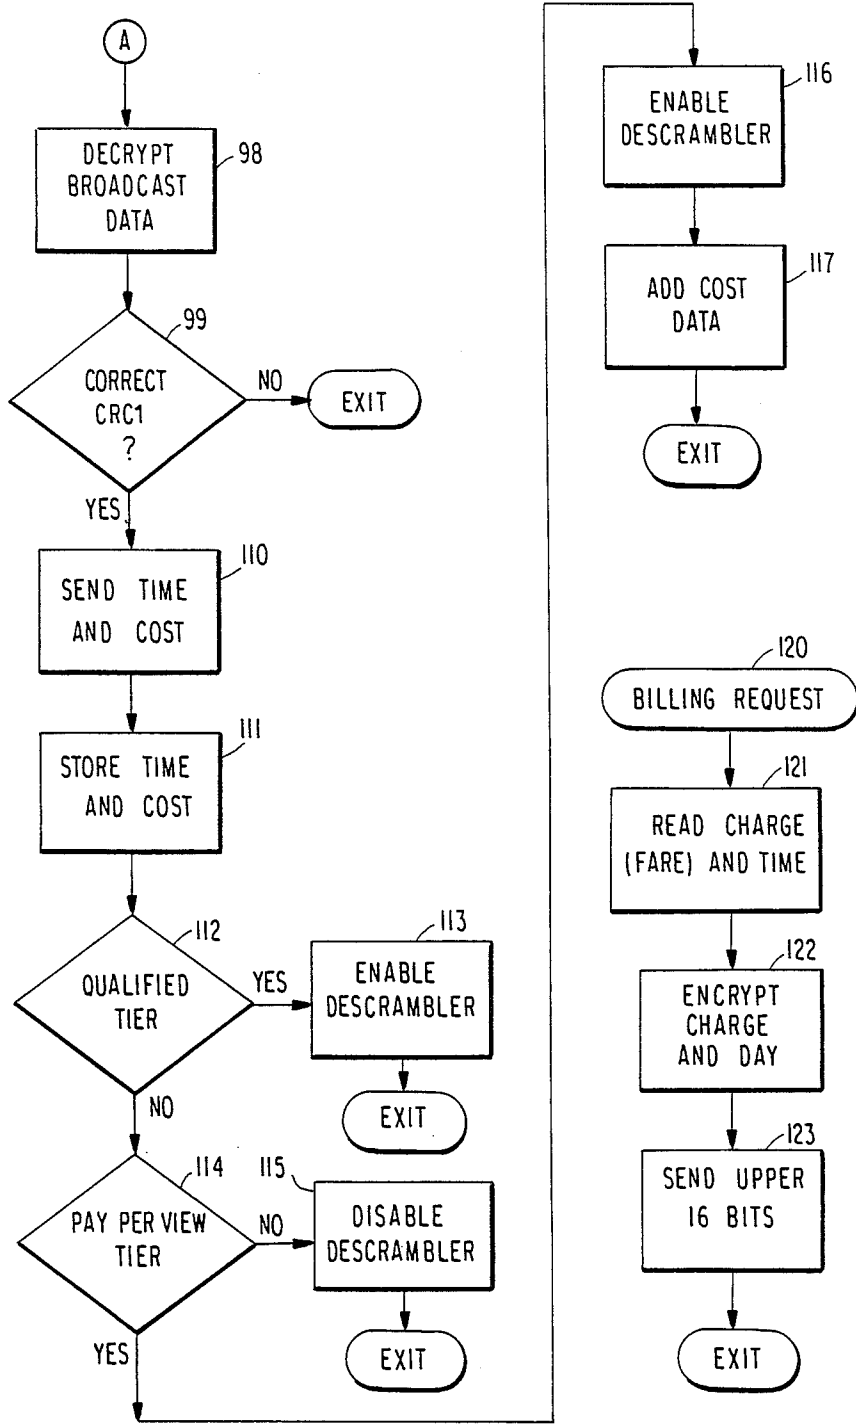 A
DECRYPT
BROADCAST
DATA
98
99
CORRECT
CRC1
?
NO
EXIT
YES
110
SEND TIME
AND COST
111
STORE TIME
AND COST
112
QUALIFIED
TIER
YES
113
ENABLE
DESCRAMBLER
EXIT
NO
114
PAY PER VIEW
TIER
NO
115
DISABLE
DESCRAMBLER
EXIT
YES
116
ENABLE
DESCRAMBLER
117
ADD COST
DATA
EXIT
120
BILLING REQUEST
121
READ CHARGE
(FARE) AND TIME
122
ENCRYPT
CHARGE
AND DAY
123
SEND UPPER
16 BITS
EXIT